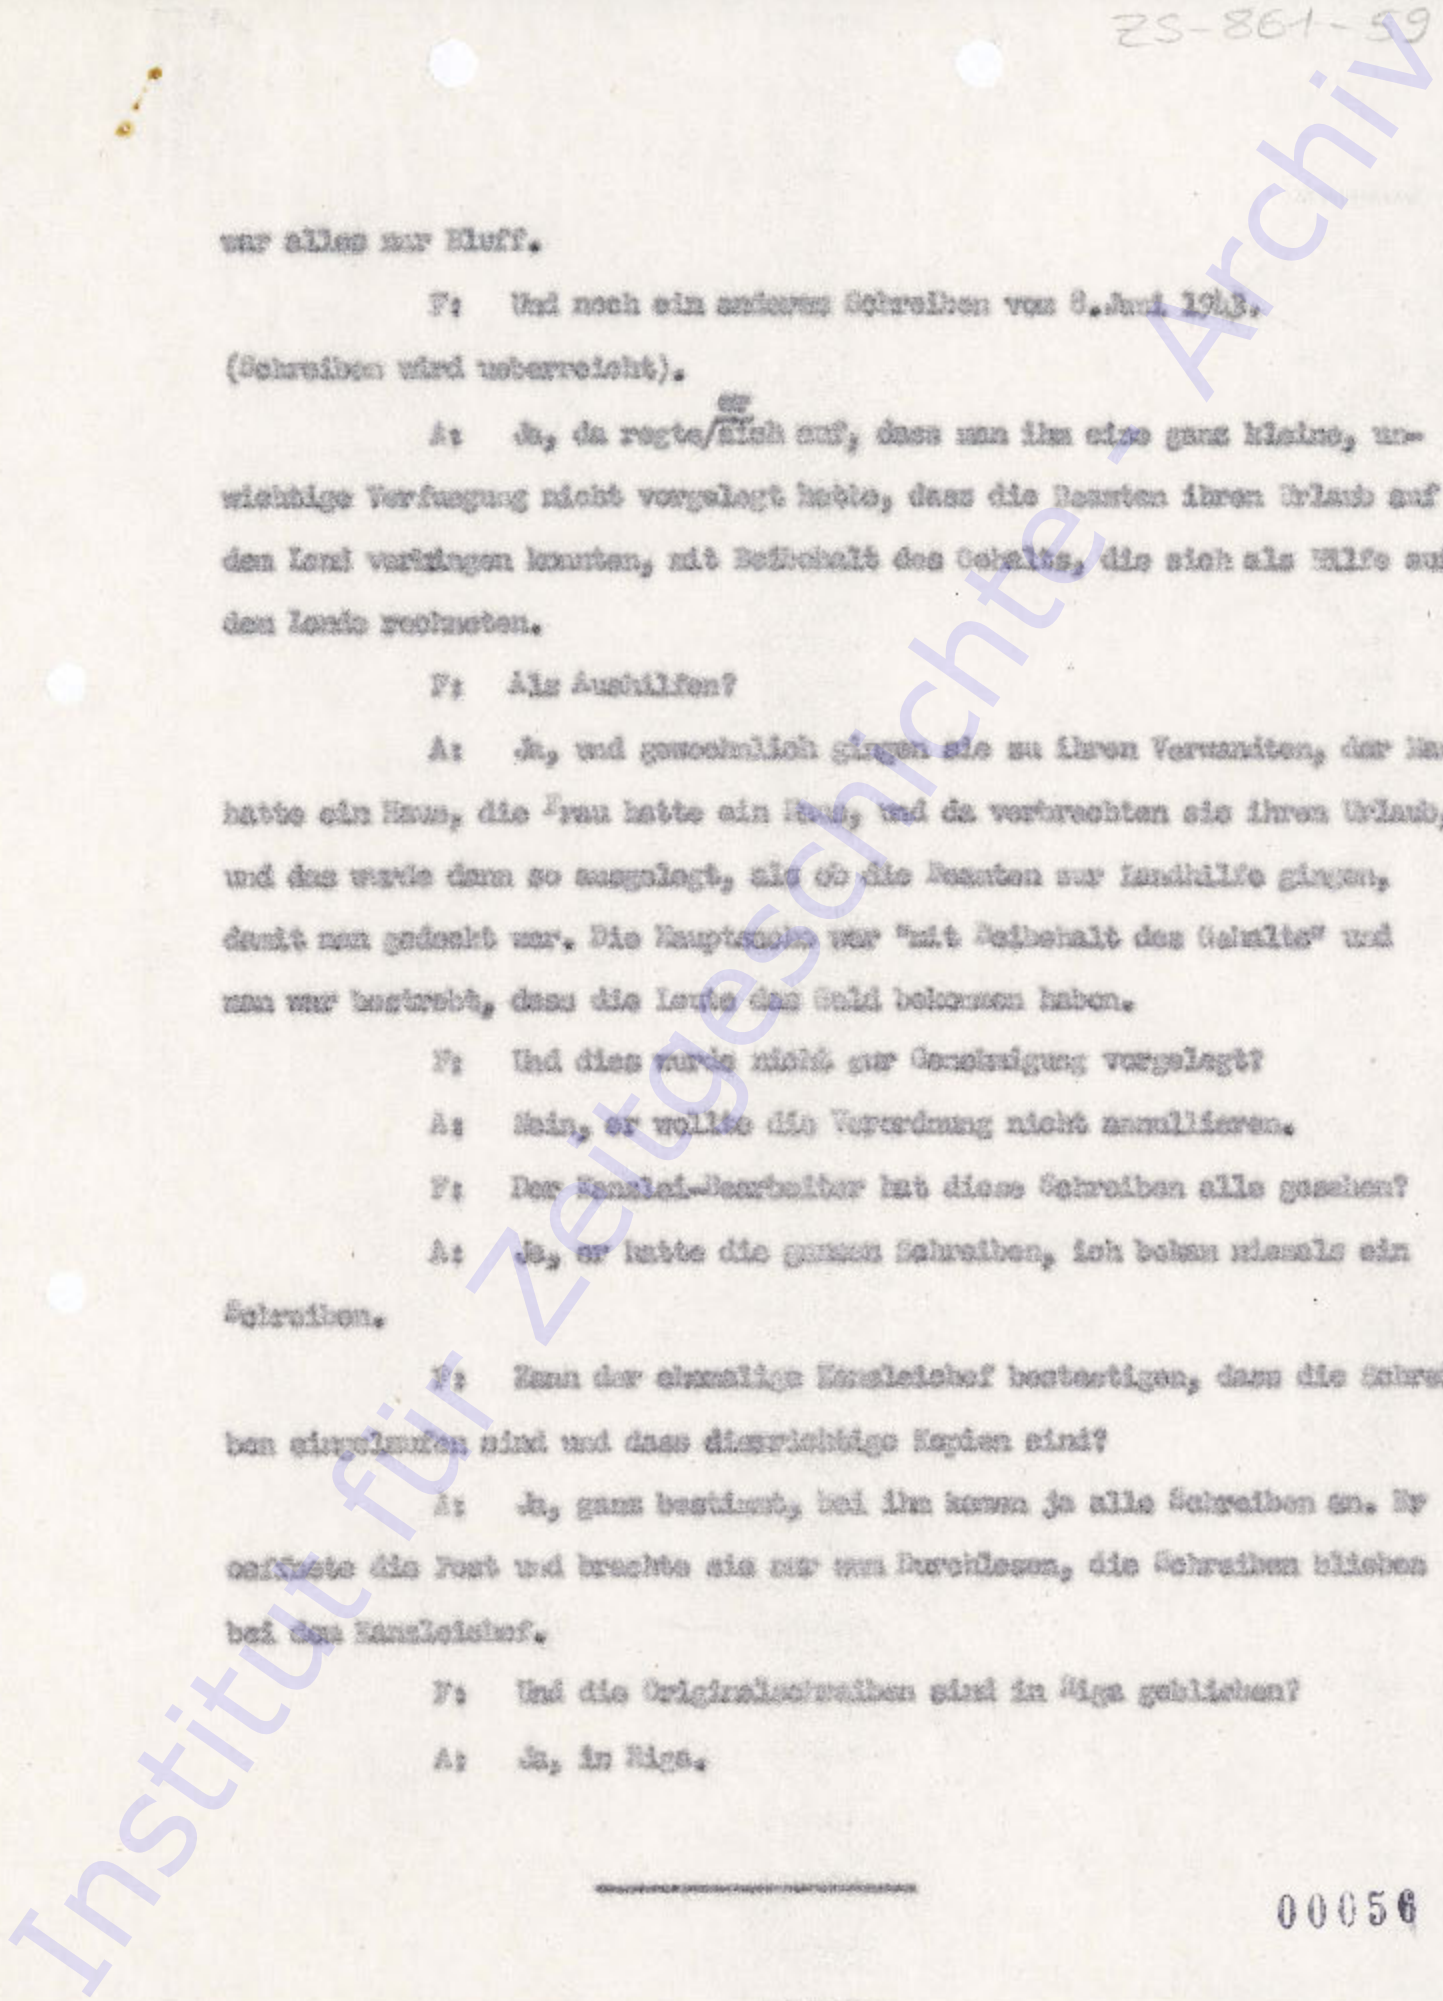 ZS-861-59
war alles nur Bluff.
F: Und noch ein anderes Schreiben vom 8.Juni 1943.
(Schreiben wird ueberreicht).
er
A: Ja, da regte/sich auf, dass man ihm eine ganz kleine, un-
wichtige Verfuegung nicht vorgelegt hatte, dass die Beamten ihren Urlaub auf
dem Land verbringen konnten, mit Beibehalt des Gehalts, die sich als Hilfe auf
dem Lande rechneten.
F: Als Aushilfen?
A: Ja, und gewoehnlich gingen sie zu ihren Verwandten, der
hatte ein Haus, die Frau hatte ein Haus, und da verbrachten sie ihren Urlaub,
und das wurde dann so ausgelegt, als ob die Beamten zur Landhilfe gingen,
damit man gedeckt war. Die Hauptsache war "mit Beibehalt des Gehalts" und
man war bestrebt, dass die Leute das Geld bekommen haben.
F: Und dies wurde nicht zur Genehmigung vorgelegt?
A: Nein, er wollte die Verordnung nicht annullieren.
F: Der Kanzlei-Bearbeiter hat diese Schreiben alle gesehen?
A: Ja, er hatte die ganzen Schreiben, ich bekam niemals ein
Schreiben.
F: Kann der ehemalige Kanzleichef bestaetigen, dass die Schrei
ben eingelaufen sind und dass richtige Kopien sind?
A: Ja, ganz bestimmt, bei ihm kamen ja alle Schreiben an. Er
oeffnete die Post und brachte sie nur zum Durchlesen, die Schreiben blieben
bei dem Kanzleichef.
F: Und die Originalschreiben sind in Riga geblieben?
A: Ja, in Riga.
00056
Institut für Zeitgeschichte - Archiv